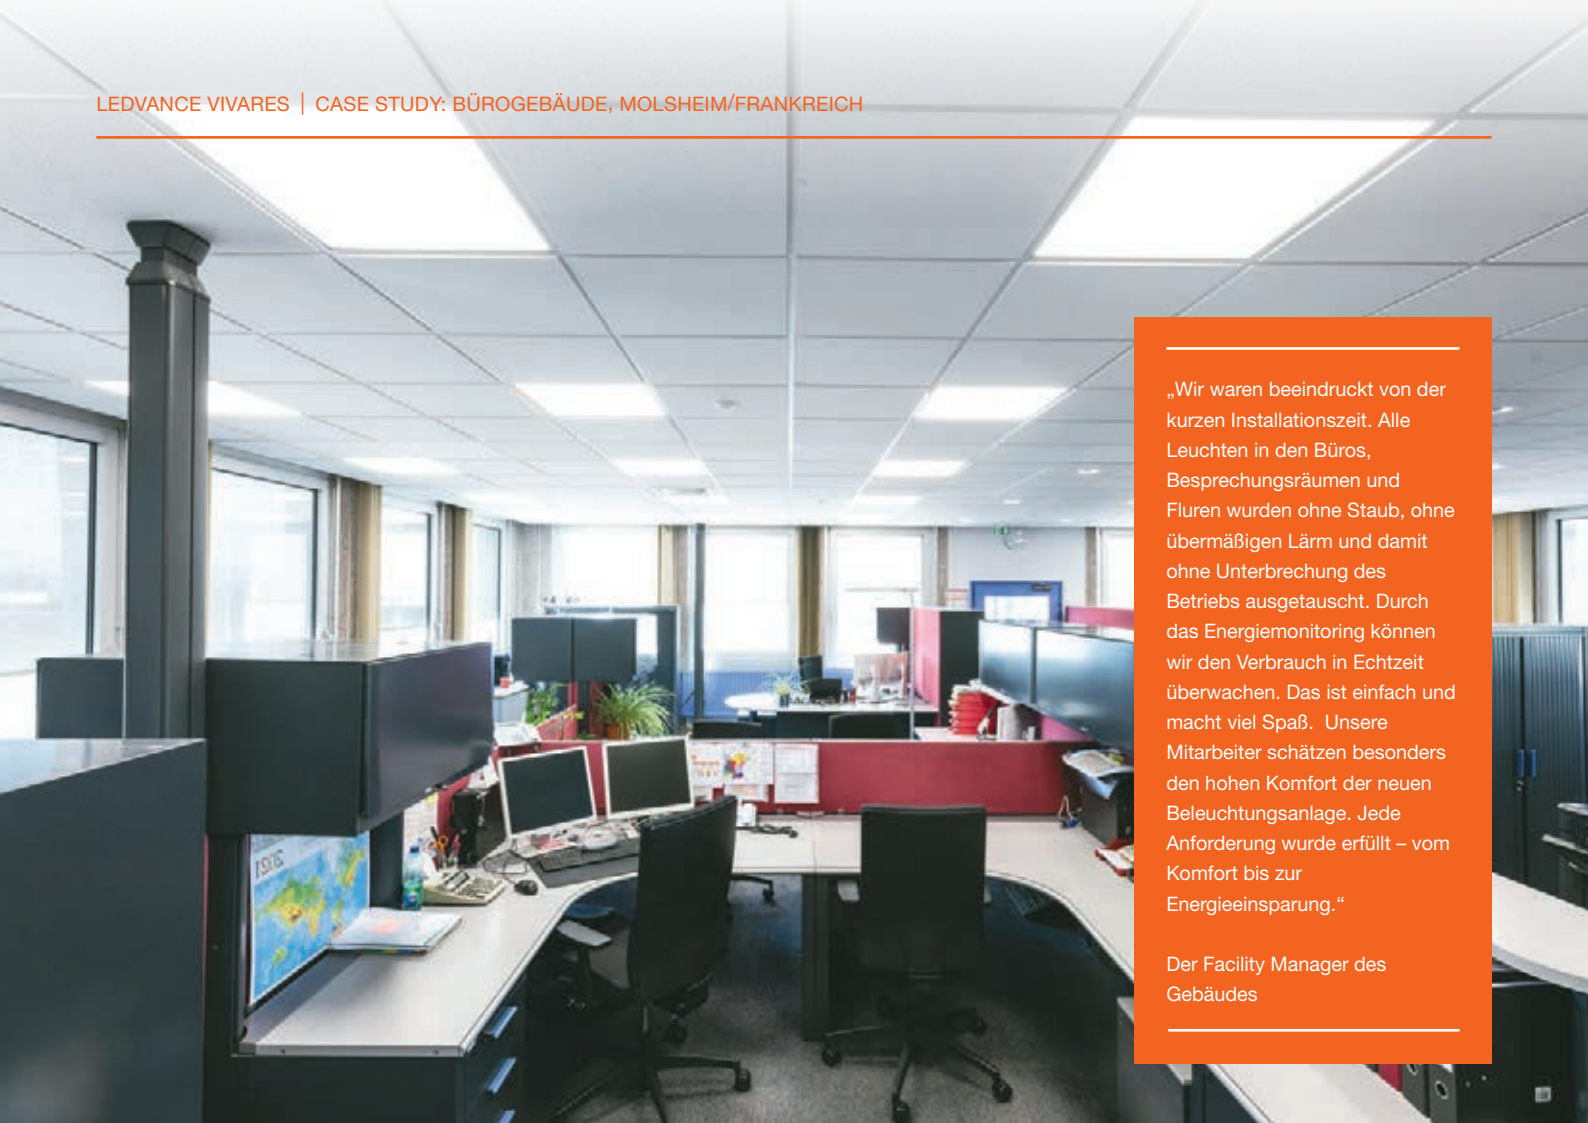 LEDVANCE VIVARES | CASE STUDY: BÜROGEBÄUDE, MOLSHEIM/FRANKREICH
„Wir waren beeindruckt von der
kurzen Installationszeit. Alle
Leuchten in den Büros,
Besprechungsräumen und
Fluren wurden ohne Staub, ohne
übermäßigen Lärm und damit
ohne Unterbrechung des
Betriebs ausgetauscht. Durch
das Energiemonitoring können
wir den Verbrauch in Echtzeit
überwachen. Das ist einfach und
macht viel Spaß.  Unsere
Mitarbeiter schätzen besonders
den hohen Komfort der neuen
Beleuchtungsanlage. Jede
Anforderung wurde erfüllt – vom
Komfort bis zur
Energieeinsparung.“
Der Facility Manager des
Gebäudes
2021